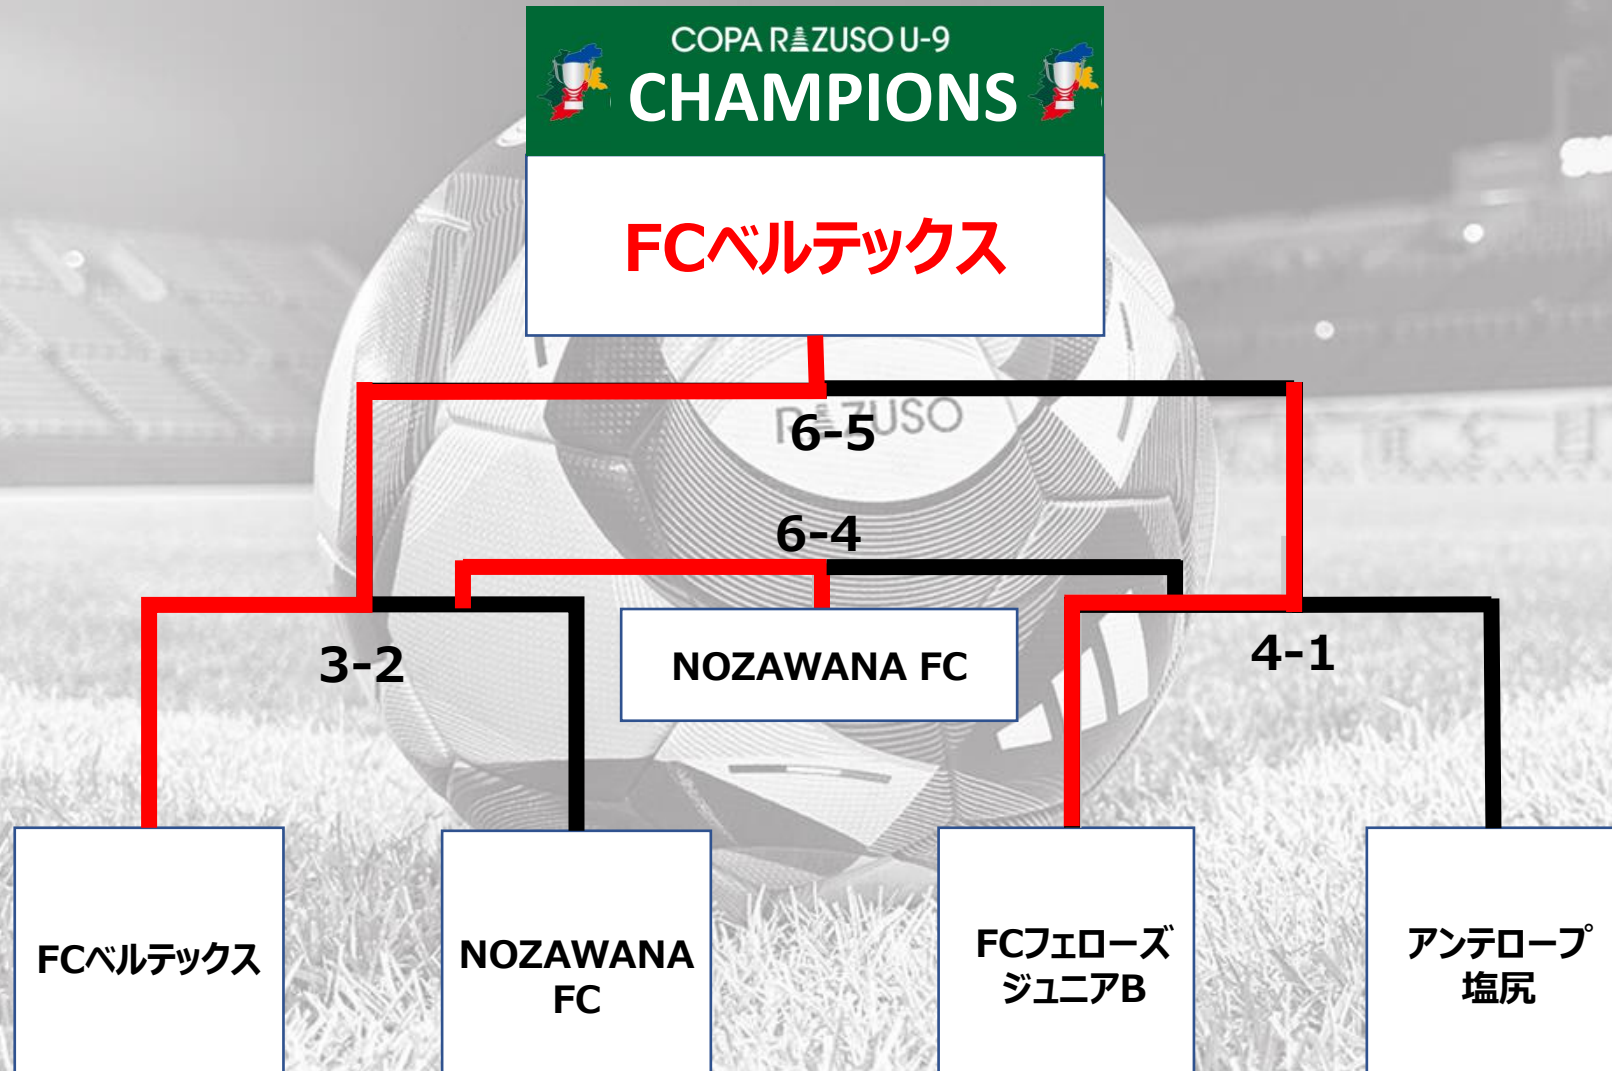 COPA RAZUSO U-9
CHAMPIONS
FCベルテックス
RAZUSO
6-5
6-4
3-2
NOZAWANA FC
4-1
FCベルテックス
NOZAWANA
FC
FCフェローズ
ジュニアB
アンテロープ
塩尻